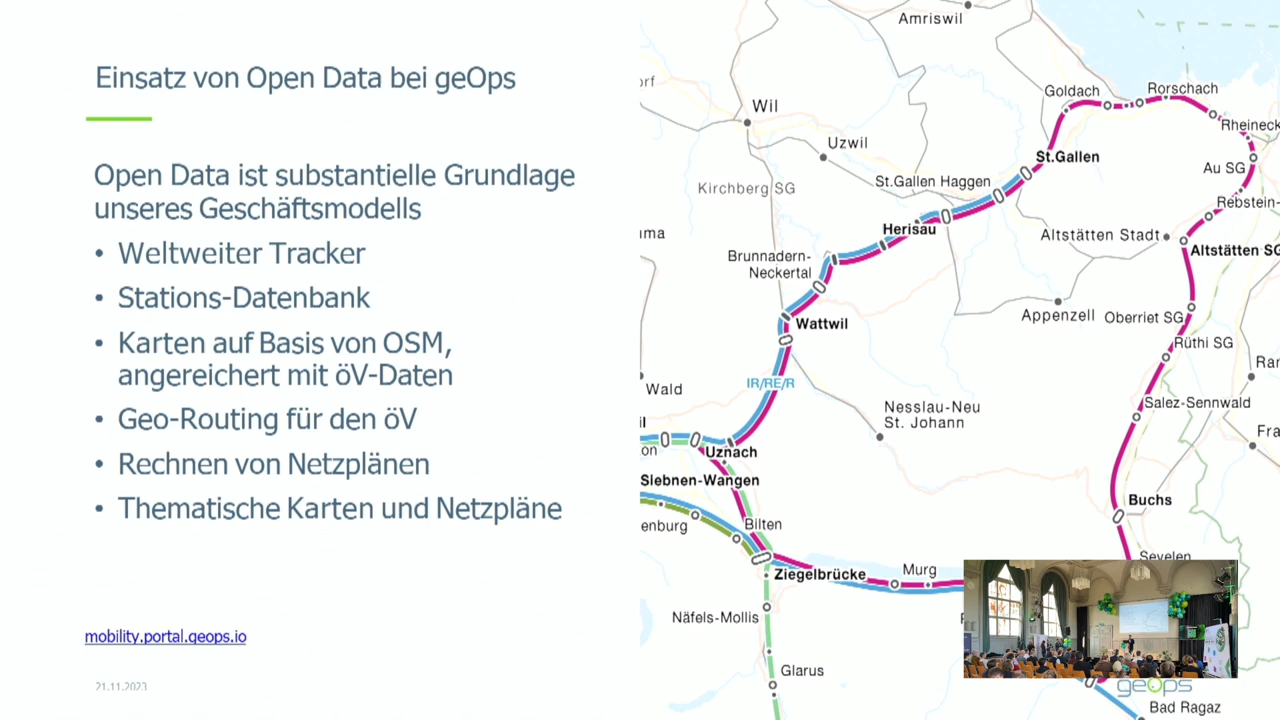 Einsatz von Open Data bei geOps
Open Data ist substantielle Grundlage
unseres Geschäftsmodells
• Weltweiter Tracker
• Stations-Datenbank
• Karten auf Basis von OSM,
angereichert mit öV-Daten
• Geo-Routing für den öV
• Rechnen von Netzplänen
• Thematische Karten und Netzpläne
mobility.portal.geops.io
21.11.2023
Amriswil
Goldach
Rorschach
Wil
Rheineck
Uzwil
St.Gallen
Au SG
St.Gallen Haggen
Kirchberg SG
Rebstein-
Herisau
Altstätten Stadt
Altstätten SG
Brunnadern-
Neckertal
Appenzell
Oberriet SG
Wattwil
Rüthi SG
IR/RE/R
Wald
Salez-Sennwald
Nesslau-Neu
St. Johann
Uznach
Siebnen-Wangen
Buchs
enburg
Bilten
Sevelen
Ziegelbrücke
Murg
Näfels-Mollis
Glarus
geOps
Bad Ragaz